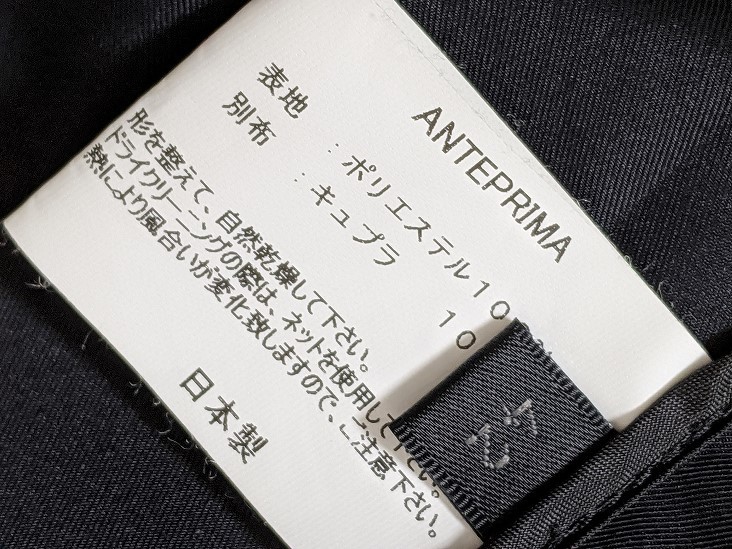 ANTEPRIMA
表地 : ポリエステル10
別布 : キュプラ 10
形を整えて、自然乾燥して下さい。
ドライクリーニングの際は、ネットを使用して下さい。
熱により風合いが変化致しますので、ご注意下さい。
日本製